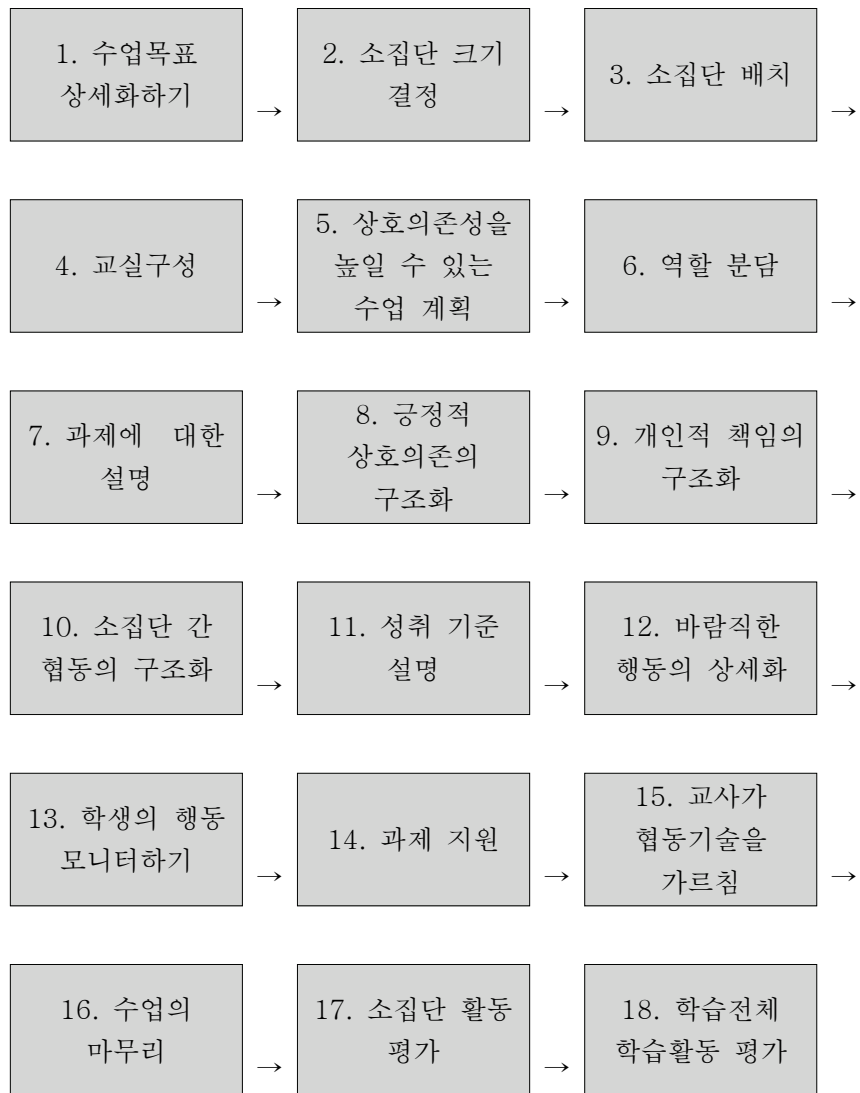 1. 수업목표
상세화하기
→
2. 소집단 크기
결정
→
3. 소집단 배치
→
4. 교실구성
→
5. 상호의존성을
높일 수 있는
수업 계획
→
6. 역할 분담
→
7. 과제에 대한
설명
→
8. 긍정적
상호의존의
구조화
→
9. 개인적 책임의
구조화
→
10. 소집단 간
협동의 구조화
→
11. 성취 기준
설명
→
12. 바람직한
행동의 상세화
→
13. 학생의 행동
모니터하기
→
14. 과제 지원
→
15. 교사가
협동기술을
가르침
→
16. 수업의
마무리
→
17. 소집단 활동
평가
→
18. 학습전체
학습활동 평가